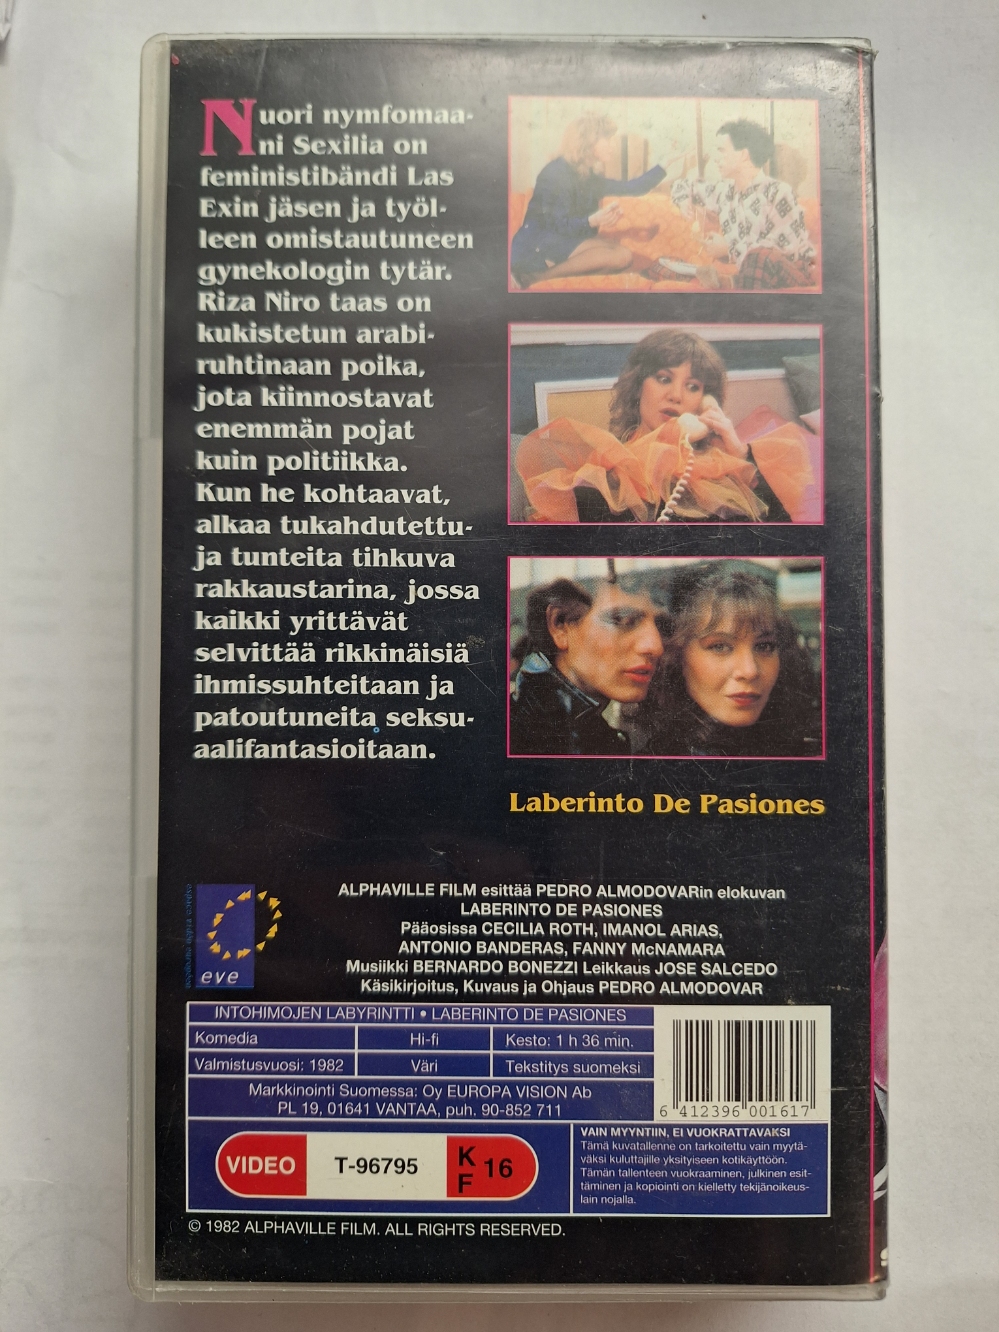 Nuori nymfomaa-
ni Sexilia on
feministibändi Las
Exin jäsen ja työl-
leen omistautuneen
gynekologin tytär.
Riza Niro taas on
kukistetun arabi-
ruhtinaan poika,
jota kiinnostavat
enemmän pojat
kuin politiikka.
Kun he kohtaavat,
alkaa tukahdutettu-
ja tunteita tihkuva
rakkaustarina, jossa
kaikki yrittävät
selvittää rikkinäisiä
ihmissuhteitaan ja
patoutuneita seksu-
aalifantasioitaan.
Laberinto De Pasiones
eve
ALPHAVILLE FILM esittää PEDRO ALMODOVARin elokuvan
LABERINTO DE PASIONES
Pääosissa CECILIA ROTH, IMANOL ARIAS,
ANTONIO BANDERAS, FANNY McNAMARA
Musiikki BERNARDO BONEZZI Leikkaus JOSE SALCEDO
Käsikirjoitus, Kuvaus ja Ohjaus PEDRO ALMODOVAR
INTOHIMOJEN LABYRINTTI • LABERINTO DE PASIONES
Komedia Hi-fi Kesto: 1 h 36 min.
Valmistusvuosi: 1982 Väri Tekstitys suomeksi
Markkinointi Suomessa: Oy EUROPA VISION Ab
PL 19, 01641 VANTAA, puh. 90-852 711
6 412396 001617
VIDEO T-96795 K F 16
VAIN MYYNTIIN, EI VUOKRATTAVAKSI
Tämä kuvatallenne on tarkoitettu vain myytä-
väksi kuluttajille yksityiseen kotikäyttöön.
Tämän tallenteen vuokraaminen, julkinen esit-
täminen ja kopiointi on kielletty tekijänoikeus-
lain nojalla.
© 1982 ALPHAVILLE FILM. ALL RIGHTS RESERVED.